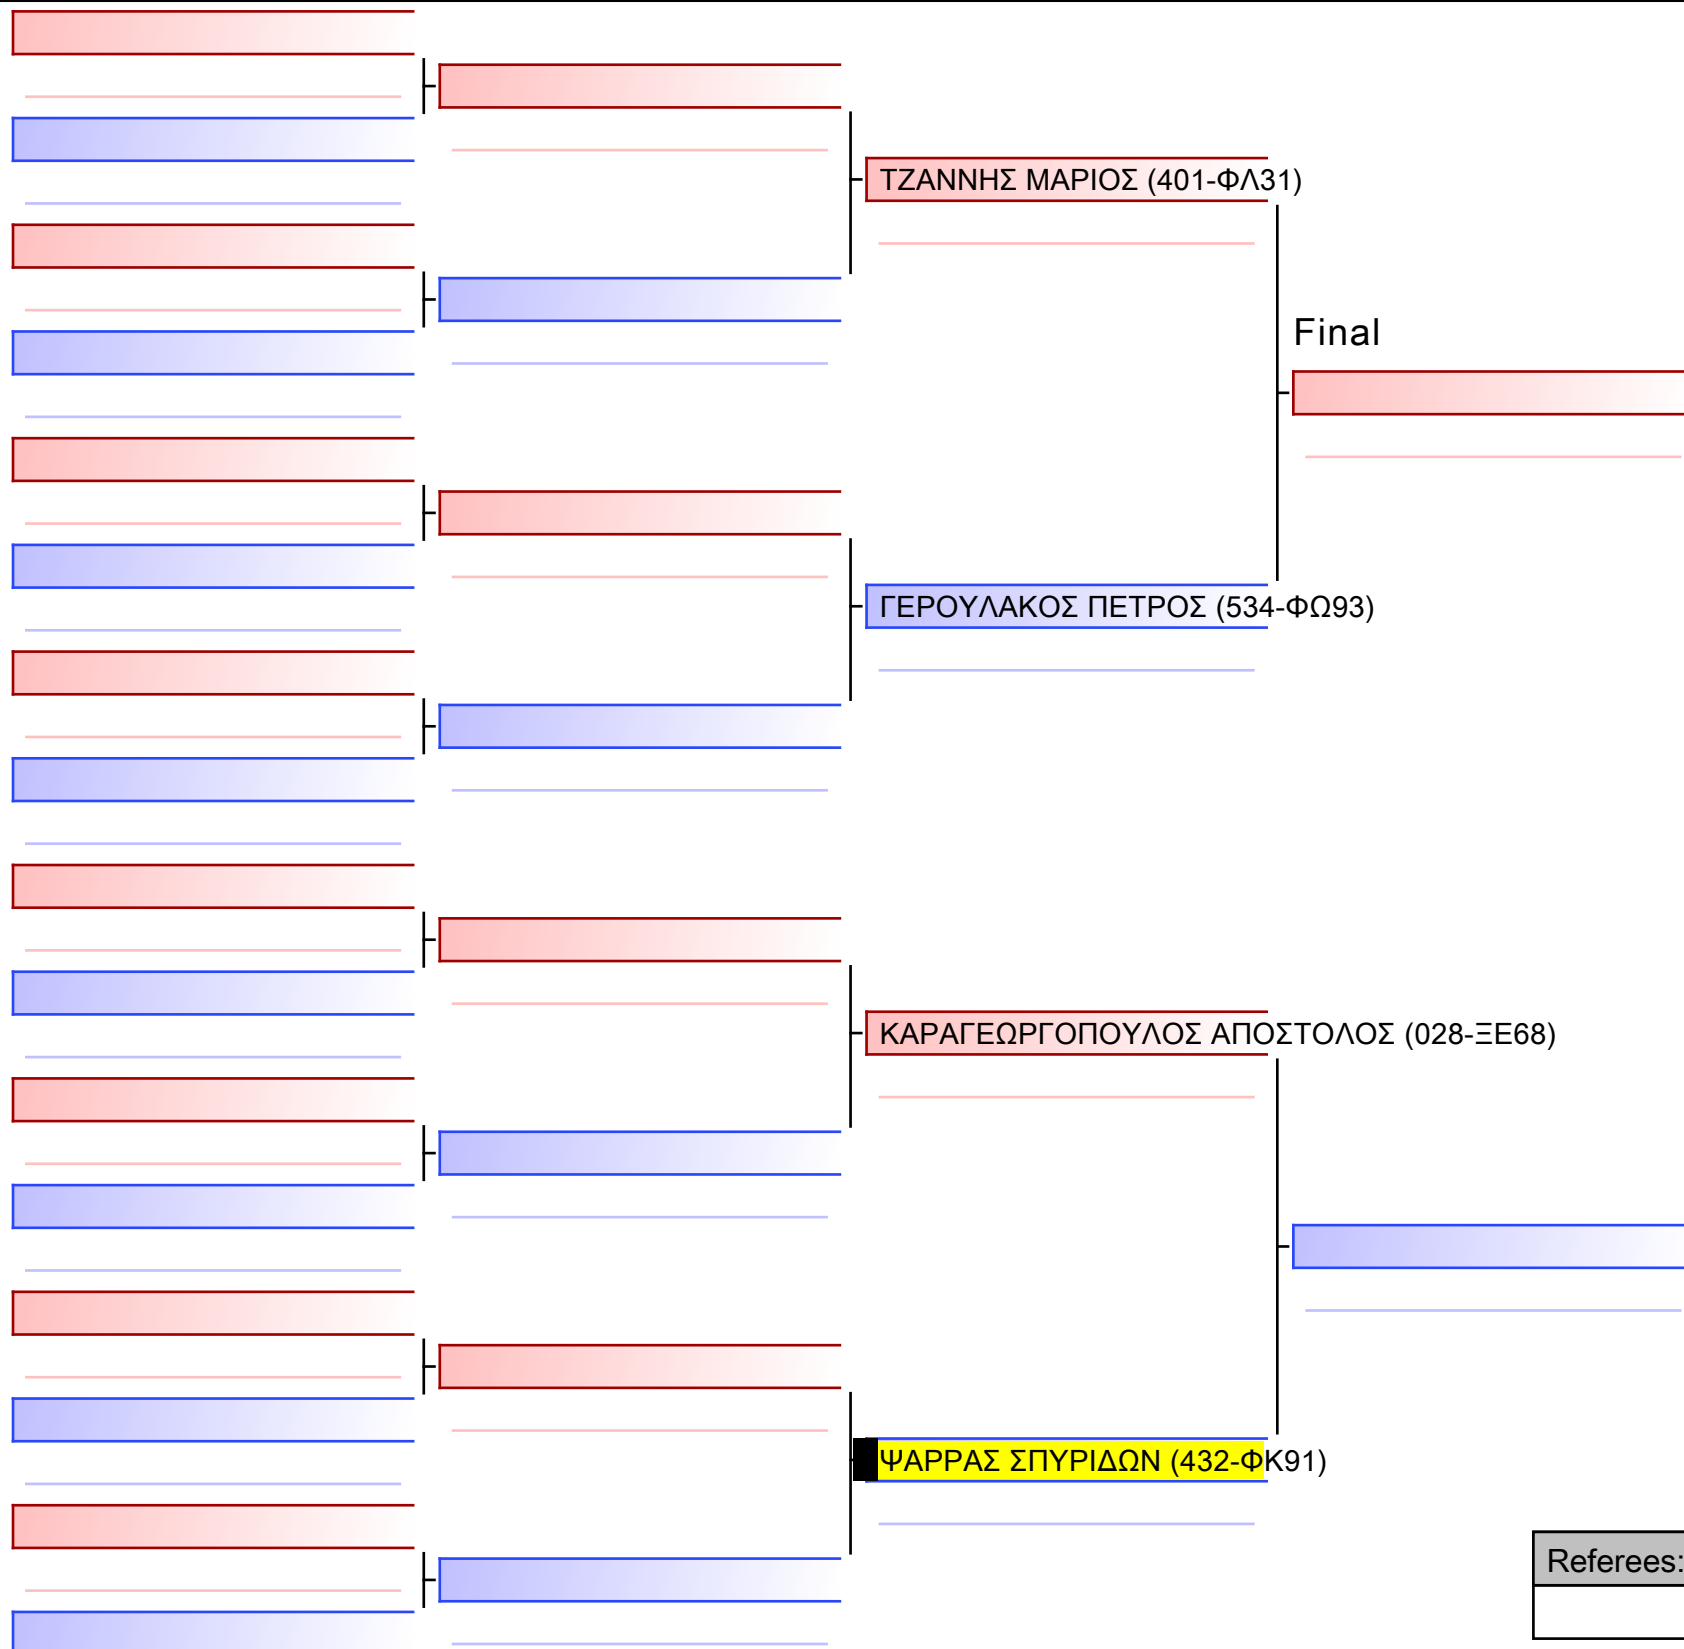 ΤΖΑΝΝΗΣ ΜΑΡΙΟΣ (401-ΦΛ31)
Final
ΓΕΡΟΥΛΑΚΟΣ ΠΕΤΡΟΣ (534-ΦΩ93)
ΚΑΡΑΓΕΩΡΓΟΠΟΥΛΟΣ ΑΠΟΣΤΟΛΟΣ (028-ΞΕ68)
ΨΑΡΡΑΣ ΣΠΥΡΙΔΩΝ (432-ΦΚ91)
Referees: